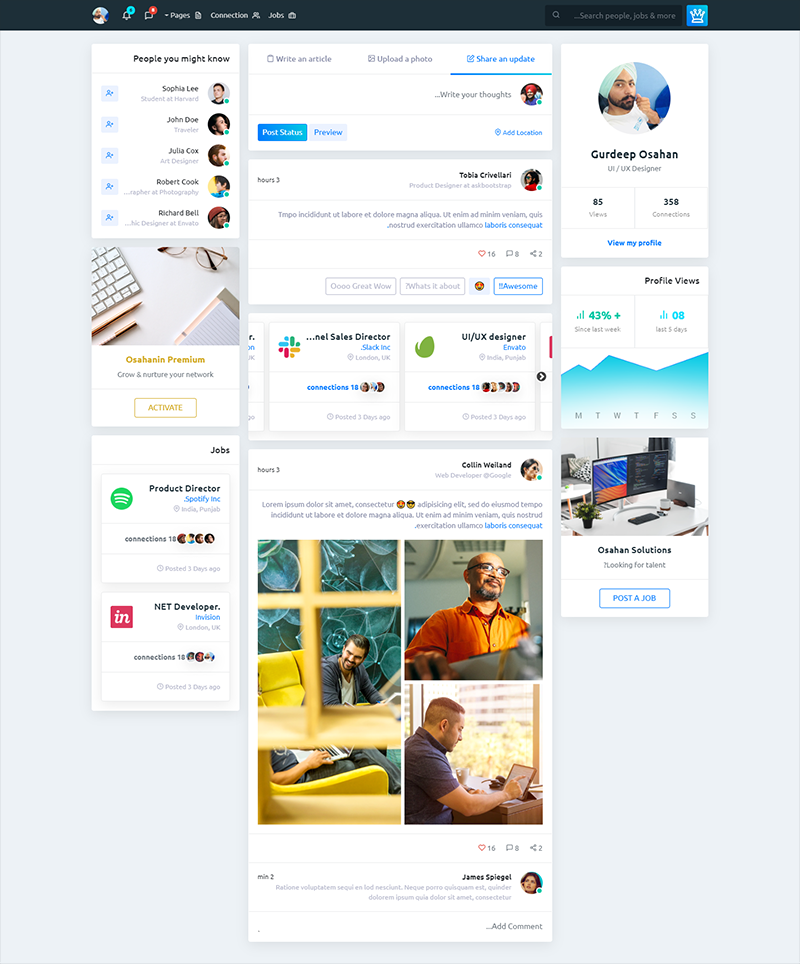 6
8
Pages
Connection
Jobs
...Search people, jobs & more
People you might know
Sophia Lee
Student at Harvard
John Doe
Traveler
Julia Cox
Art Designer
Robert Cook
...rapher at Photography
Richard Bell
...hic Designer at Envato
Osahanin Premium
Grow & nurture your network
ACTIVATE
Jobs
Product Director
.Spotify Inc
India, Punjab
connections 18
Posted 3 Days ago
NET Developer.
Invision
London, UK
connections 18
Posted 3 Days ago
Write an article
Upload a photo
Share an update
...Write your thoughts
Post Status
Preview
Add Location
hours 3
Tobia Crivellari
Product Designer at askbootstrap
Tmpo incididunt ut labore et dolore magna aliqua. Ut enim ad minim veniam, quis
.nostrud exercitation ullamco laboris consequat
16
8
2
Oooo Great Wow
?Whats it about
!!Awesome
...nel Sales Director
.Slack Inc
London, UK
connections 18
Posted 3 Days ago
UI/UX designer
Envato
India, Punjab
connections 18
Posted 3 Days ago
hours 3
Collin Weiland
Web Developer @Google
Lorem ipsum dolor sit amet, consectetur 😍😎 adipisicing elit, sed do eiusmod tempo
incididunt ut labore et dolore magna aliqua. Ut enim ad minim veniam, quis nostrud
.exercitation ullamco laboris consequat
16
8
2
min 2
James Spiegel
Ratione voluptatem sequi en lod nesciunt. Neque porro quisquam est, quinder
dolorem ipsum quia dolor sit amet, consectetur
...Add Comment
.
Gurdeep Osahan
UI / UX Designer
85
Views
358
Connections
View my profile
Profile Views
43% +
Since last week
08
last 5 days
M T W T F S S
Osahan Solutions
?Looking for talent
POST A JOB